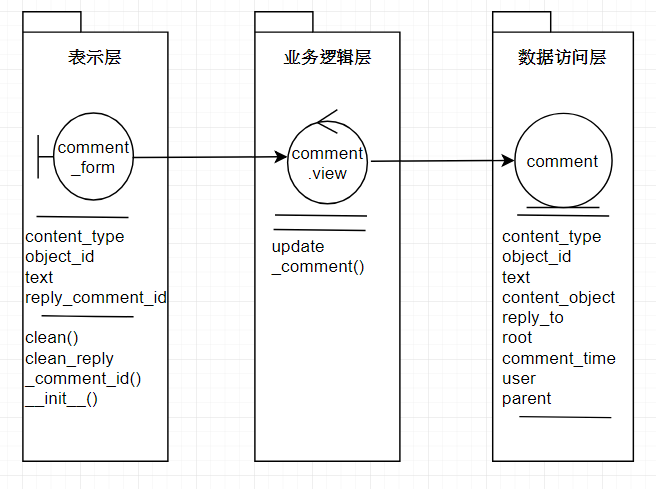 表示层
comment
_form
content_type
object_id
text
reply_comment_id
clean()
clean_reply
_comment_id()
__init__()
业务逻辑层
comment
.view
update
_comment()
数据访问层
comment
content_type
object_id
text
content_object
reply_to
root
comment_time
user
parent